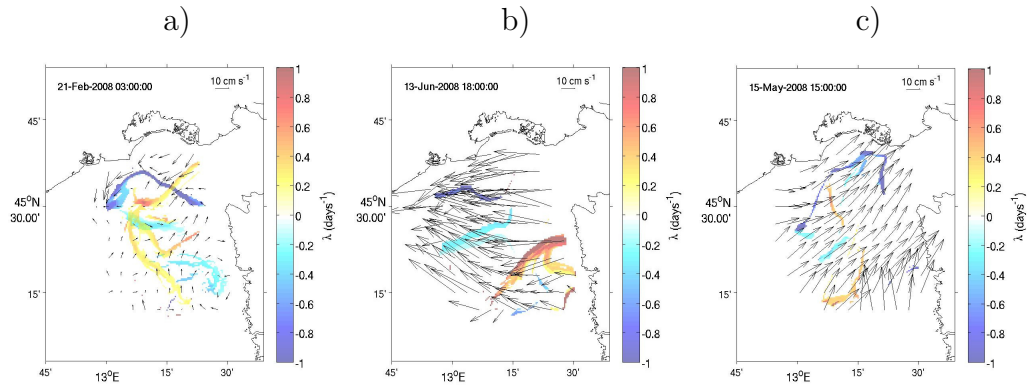 a)
b)
c)
21-Feb-2008 03:00:00
10 cm s⁻¹
45'
45°N
30.00'
15'
45'
13°E
15'
30'
1
0.8
0.6
0.4
0.2
0
-0.2
-0.4
-0.6
-0.8
-1
λ (days⁻¹)
13-Jun-2008 18:00:00
10 cm s⁻¹
45'
45°N
30.00'
15'
45'
13°E
15'
30'
1
0.8
0.6
0.4
0.2
0
-0.2
-0.4
-0.6
-0.8
-1
λ (days⁻¹)
15-May-2008 15:00:00
10 cm s⁻¹
45'
45°N
30.00'
15'
45'
13°E
15'
30'
1
0.8
0.6
0.4
0.2
0
-0.2
-0.4
-0.6
-0.8
-1
λ (days⁻¹)